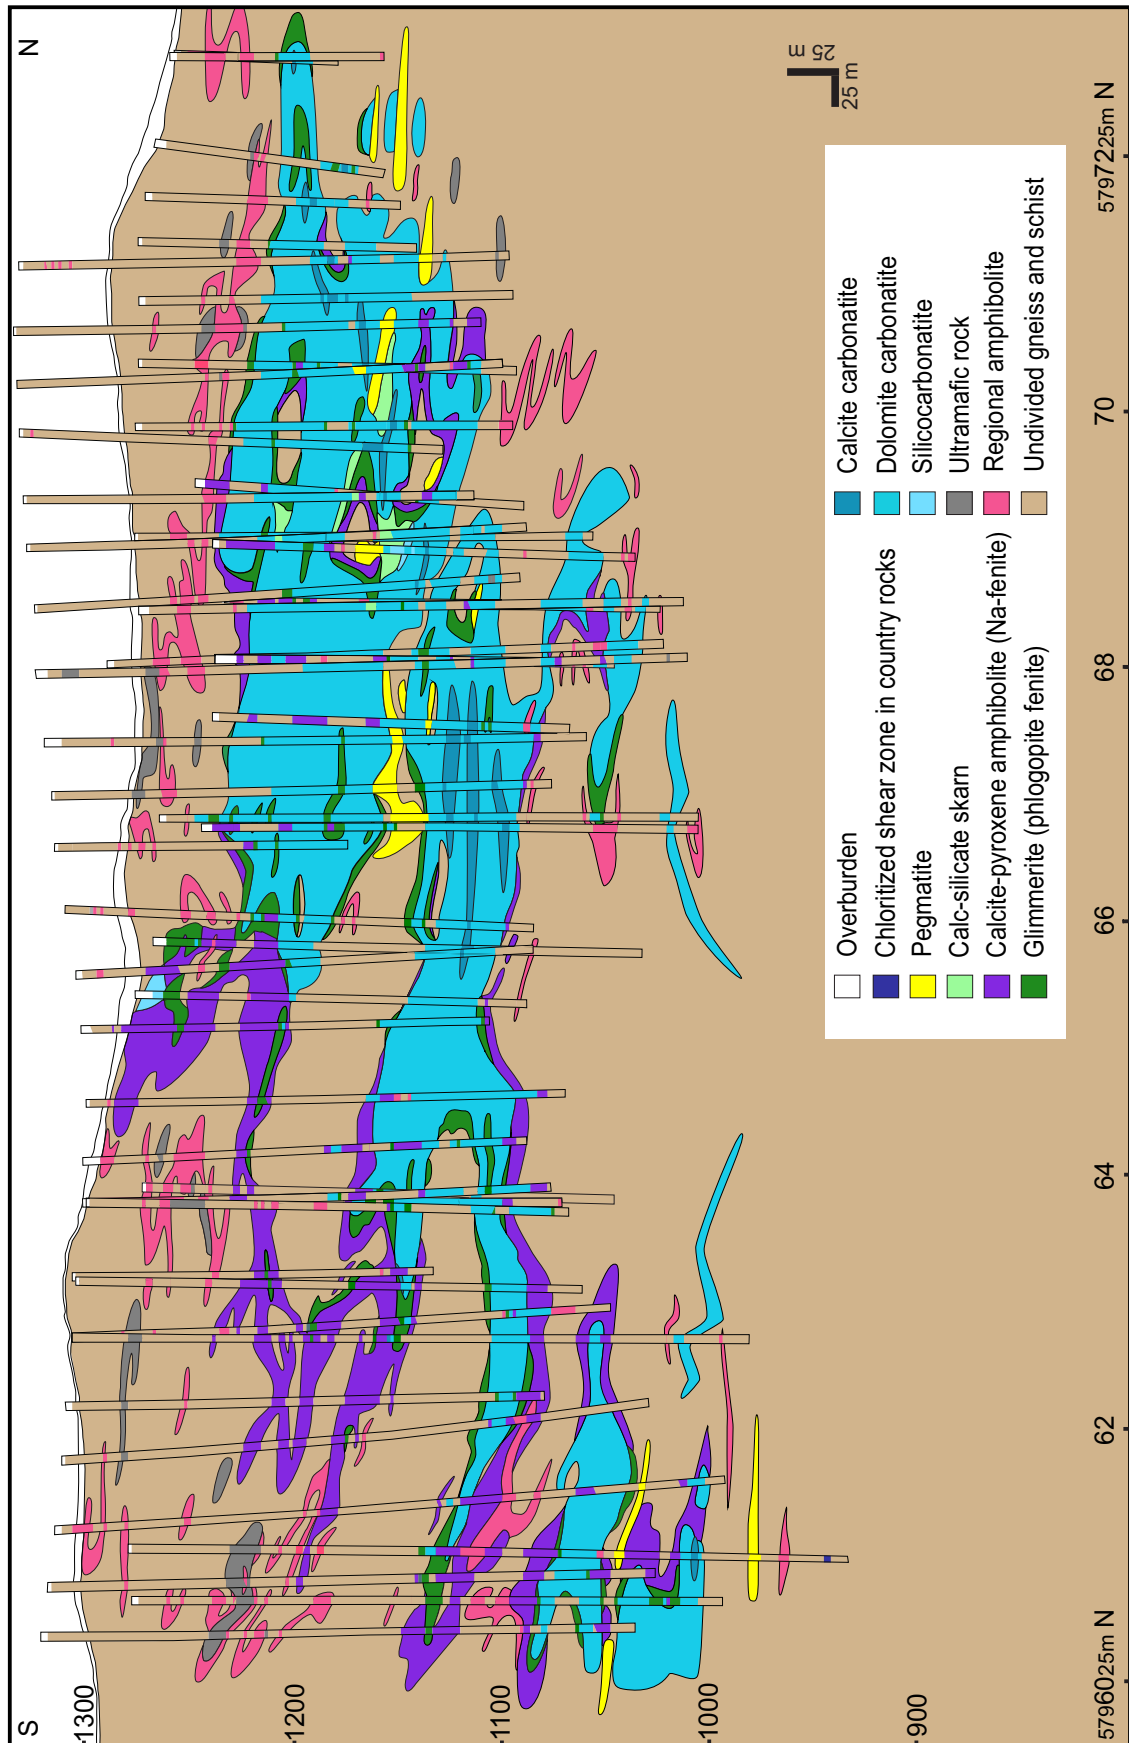 S
N
1300
1200
1100
1000
900
25 m
25 m
Overburden
Chloritized shear zone in country rocks
Pegmatite
Calc-silicate skarn
Calcite-pyroxene amphibolite (Na-fenite)
Glimmerite (phlogopite fenite)
Calcite carbonatite
Dolomite carbonatite
Silicocarbonatite
Ultramafic rock
Regional amphibolite
Undivided gneiss and schist
5796025m N
62
64
66
68
70
5797225m N